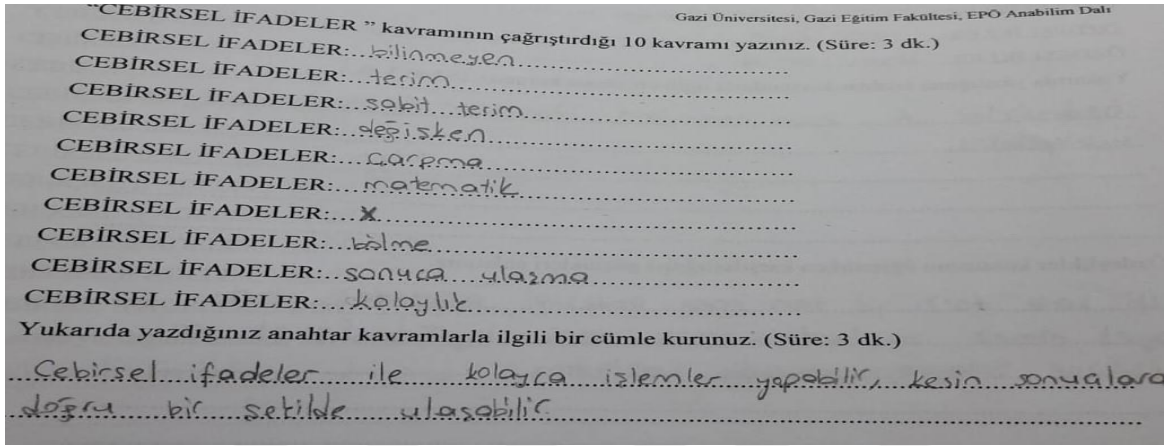 Gazi Üniversitesi, Gazi Eğitim Fakültesi, EPÖ Anabilim Dalı
"CEBİRSEL İFADELER " kavramının çağrıştırdığı 10 kavramı yazınız. (Süre: 3 dk.)
CEBİRSEL İFADELER:..bilinmeyen
CEBİRSEL İFADELER:...terim
CEBİRSEL İFADELER:...sabit terim
CEBİRSEL İFADELER:..değişken
CEBİRSEL İFADELER:...Çarpma
CEBİRSEL İFADELER:...matematik
CEBİRSEL İFADELER:...x
CEBİRSEL İFADELER:...bölme
CEBİRSEL İFADELER:..sonuca ulaşma
CEBİRSEL İFADELER:...kolaylık
Yukarıda yazdığınız anahtar kavramlarla ilgili bir cümle kurunuz. (Süre: 3 dk.)
Cebirsel ifadeler ile kolayca işlemler yapabilir, kesin sonuçlara
doğru bir şekilde ulaşabilir.